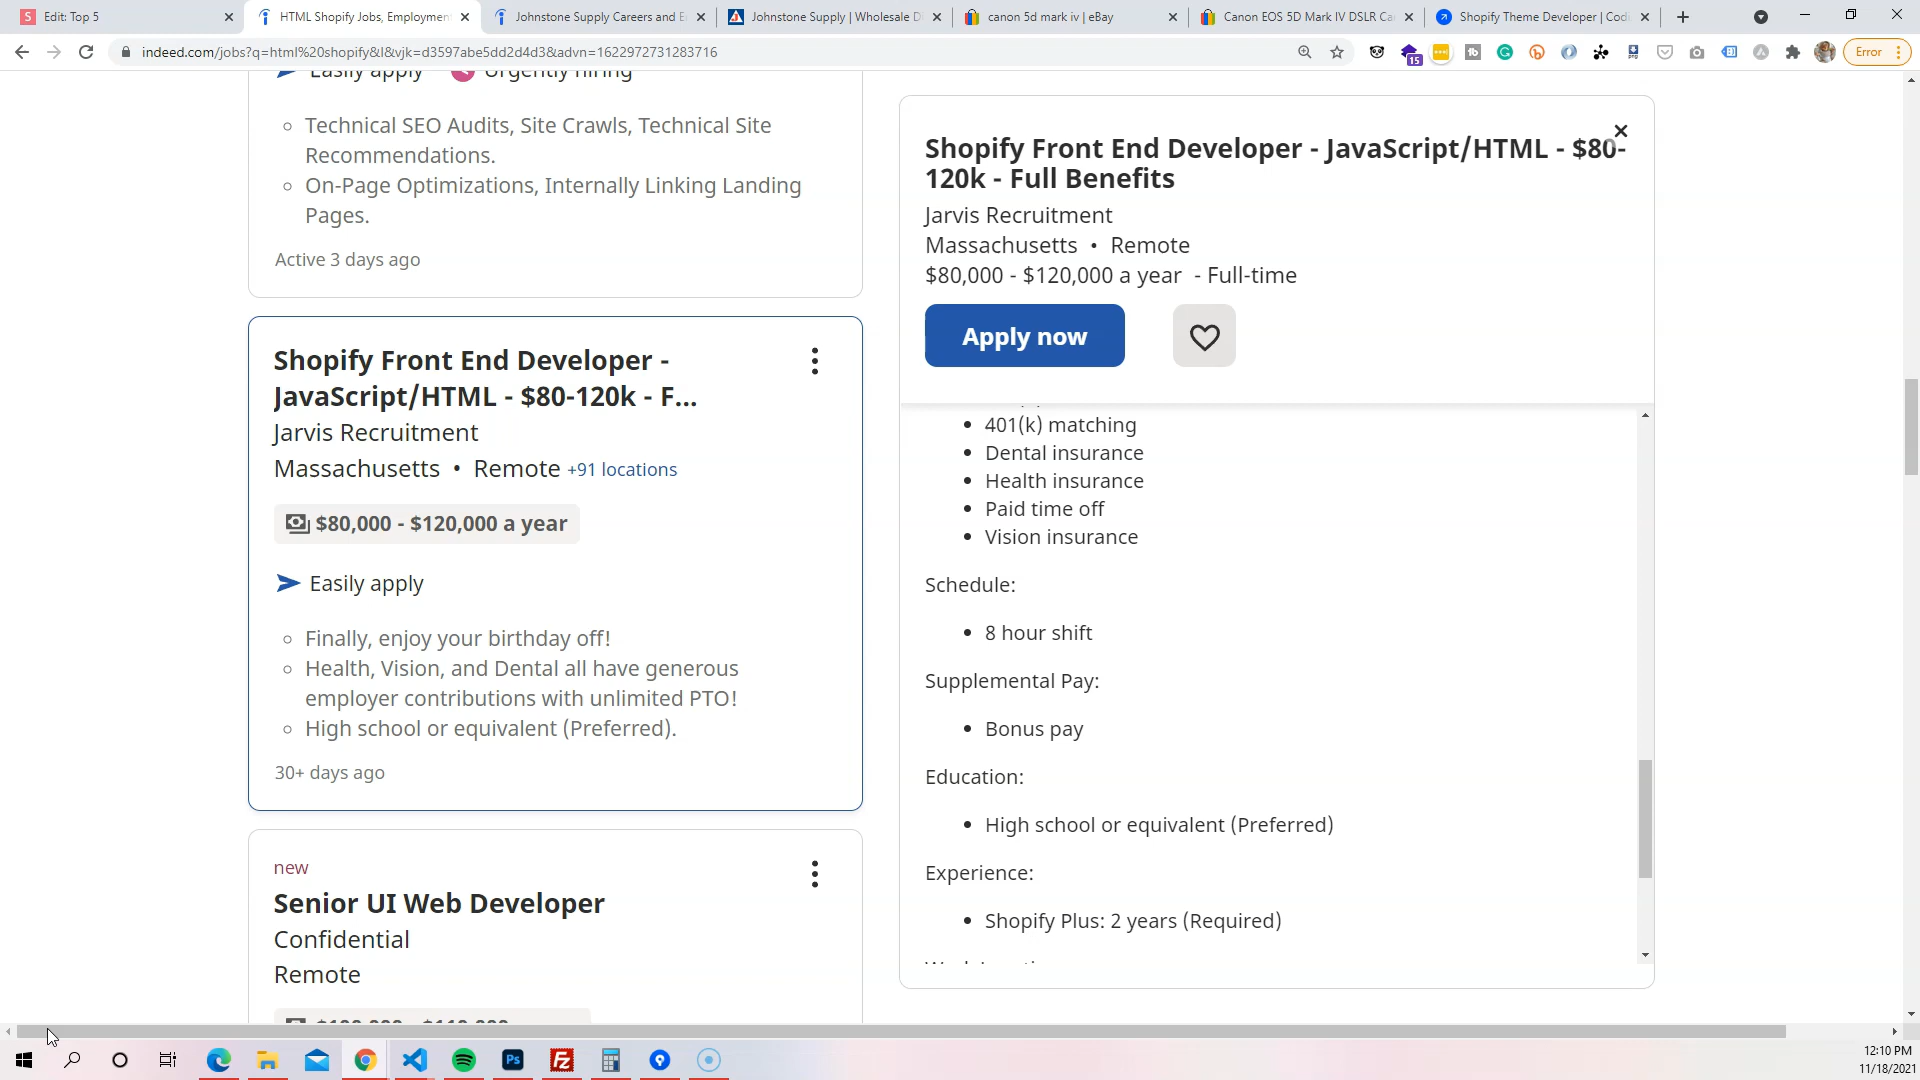 Edit: Top 5
HTML Shopify Jobs, Employmen
Johnstone Supply Careers and E
Johnstone Supply | Wholesale D
canon 5d mark iv | eBay
Canon EOS 5D Mark IV DSLR Ca
Shopify Theme Developer | Codi
indeed.com/jobs?q=html%20shopify&l&vjk=d3597abe5dd2d4d3&advn=1622972731283716
15
Error
Easily apply
Urgently hiring
Technical SEO Audits, Site Crawls, Technical Site
Recommendations.
On-Page Optimizations, Internally Linking Landing
Pages.
Active 3 days ago
Shopify Front End Developer -
JavaScript/HTML - $80-120k - F...
Jarvis Recruitment
Massachusetts • Remote +91 locations
$80,000 - $120,000 a year
Easily apply
Finally, enjoy your birthday off!
Health, Vision, and Dental all have generous
employer contributions with unlimited PTO!
High school or equivalent (Preferred).
30+ days ago
new
Senior UI Web Developer
Confidential
Remote
Shopify Front End Developer - JavaScript/HTML - $80-
120k - Full Benefits
Jarvis Recruitment
Massachusetts • Remote
$80,000 - $120,000 a year - Full-time
Apply now
401(k) matching
Dental insurance
Health insurance
Paid time off
Vision insurance
Schedule:
8 hour shift
Supplemental Pay:
Bonus pay
Education:
High school or equivalent (Preferred)
Experience:
Shopify Plus: 2 years (Required)
Ps
Fz
12:10 PM
11/18/2021